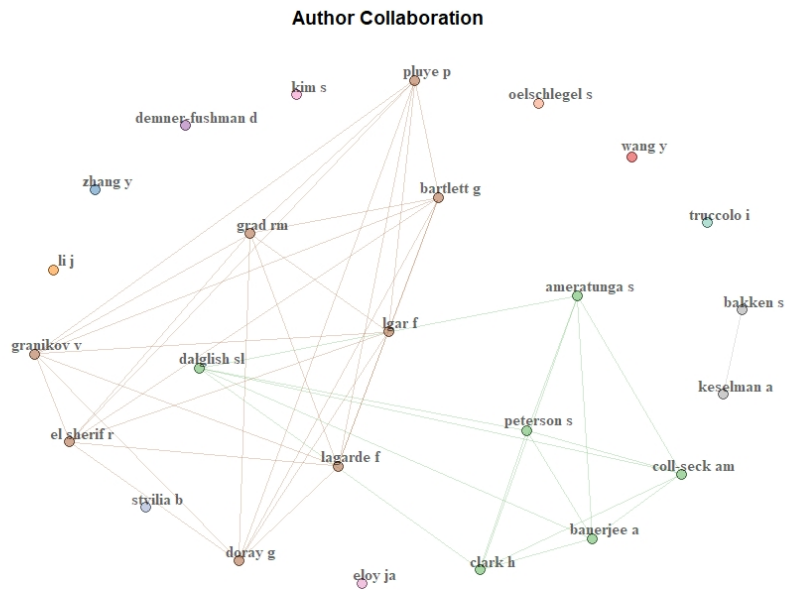 Author Collaboration
pluye p
kim s
oelschlegel s
demner-fushman d
wang y
zhang y
bartlett g
truccolo i
grad rm
li j
ameratunga s
bakken s
lgar f
granikov v
dalglish sl
keselman a
peterson s
el sherif r
lagarde f
coll-seck am
stvilia b
banerjee a
doray g
clark h
eloy ja